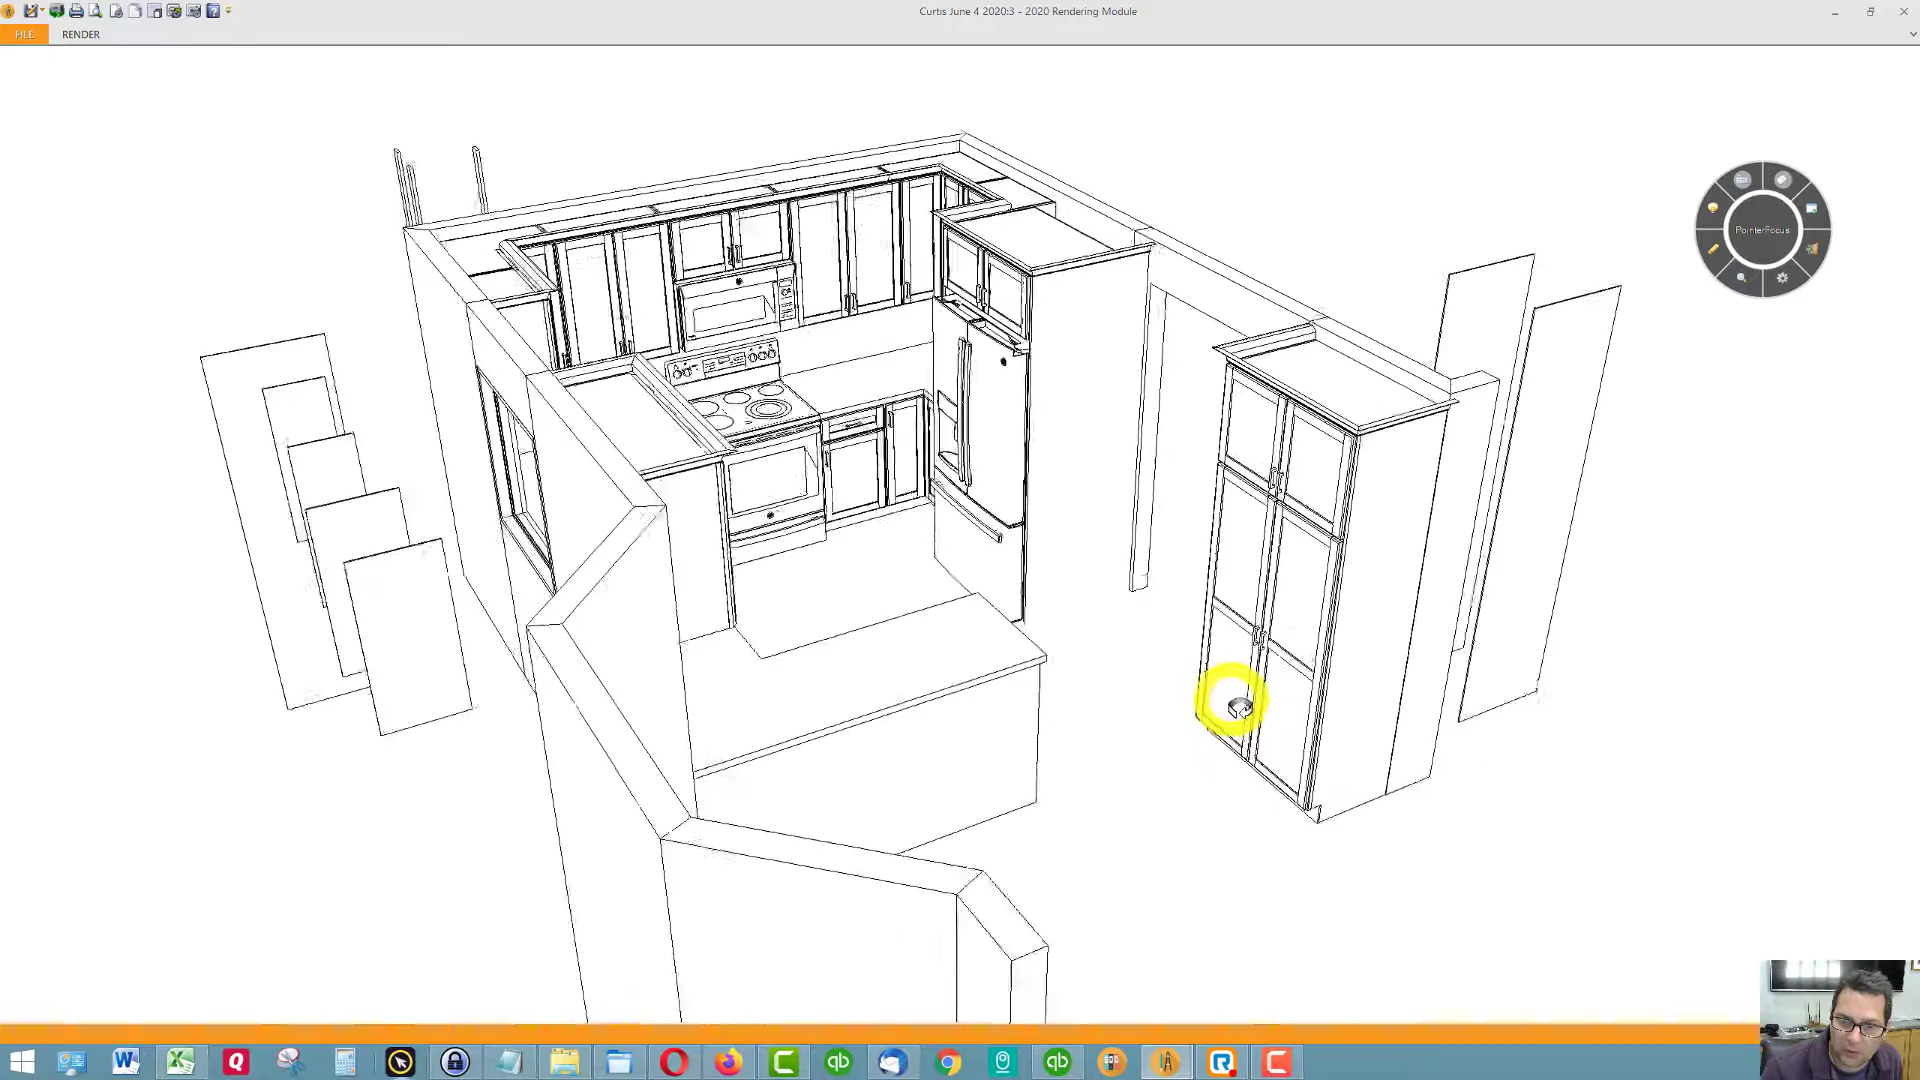 Curtis June 4 2020:3 - 2020 Rendering Module
FILE
RENDER
PointerFocus